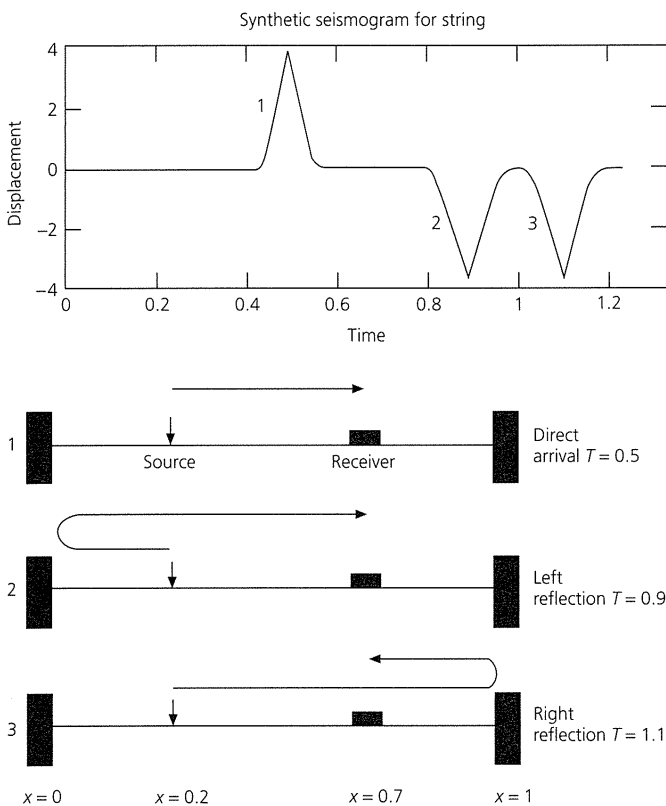 Synthetic seismogram for string
4
2
0
−2
−4
Displacement
1
2
3
0
0.2
0.4
0.6
0.8
1
1.2
Time
1
Source
Receiver
Direct
arrival T = 0.5
2
Left
reflection T = 0.9
3
Right
reflection T = 1.1
x = 0
x = 0.2
x = 0.7
x = 1